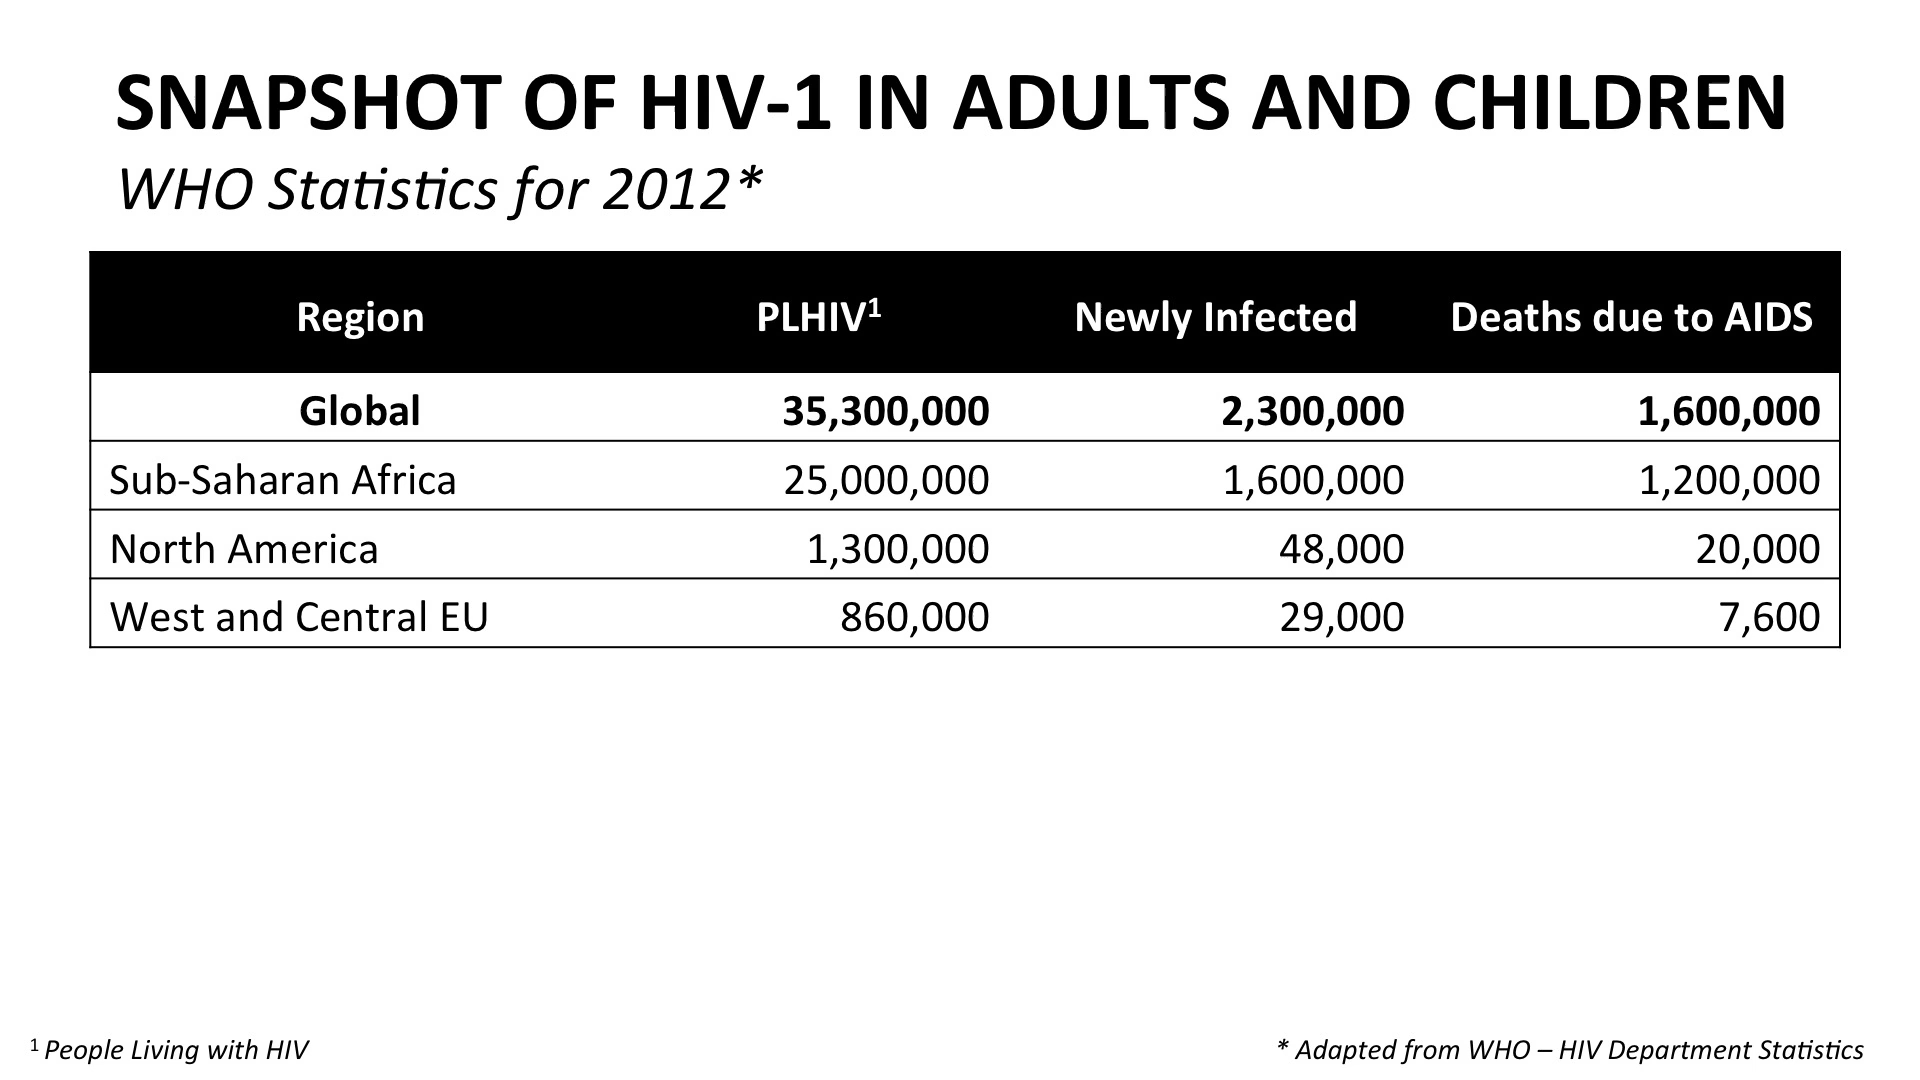 SNAPSHOT OF HIV-1 IN ADULTS AND CHILDREN
WHO Statistics for 2012*
Region PLHIV¹ Newly Infected Deaths due to AIDS
Global 35,300,000 2,300,000 1,600,000
Sub-Saharan Africa 25,000,000 1,600,000 1,200,000
North America 1,300,000 48,000 20,000
West and Central EU 860,000 29,000 7,600
¹ People Living with HIV
* Adapted from WHO – HIV Department Statistics